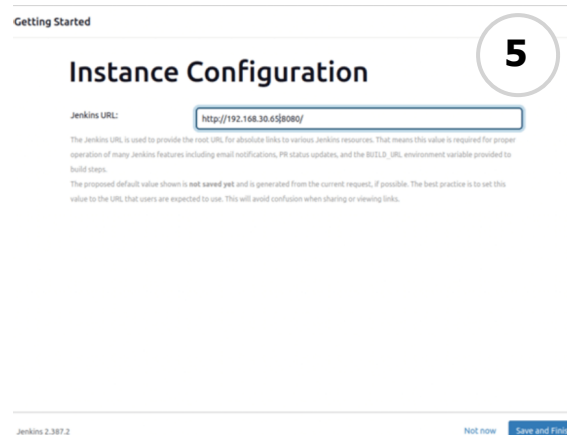 Getting Started
5
Instance Configuration
Jenkins URL: http://192.168.30.65:8080/
The Jenkins URL is used to provide the root URL for absolute links to various Jenkins resources. That means this value is required for proper
operation of many Jenkins features including email notifications, PR status updates, and the BUILD_URL environment variable provided to
build steps.
The proposed default value shown is not saved yet and is generated from the current request, if possible. The best practice is to set this
value to the URL that users are expected to use. This will avoid confusion when sharing or viewing links.
Jenkins 2.387.2 Not now Save and Finis